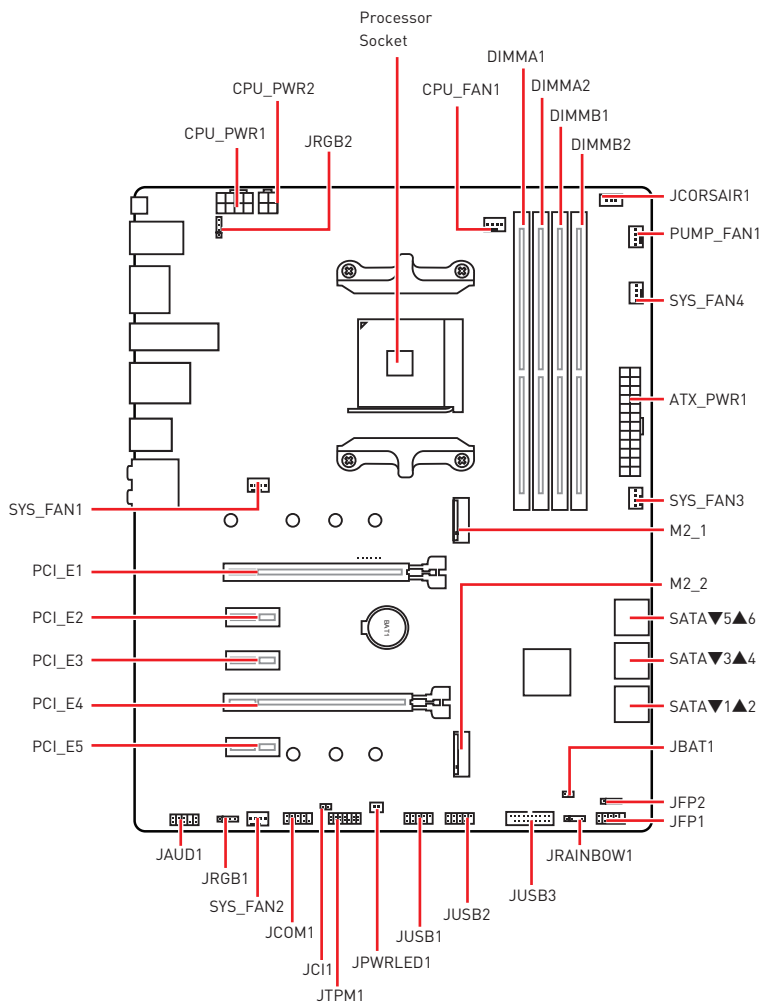 Processor
Socket
DIMMA1
DIMMA2
CPU_PWR2
CPU_FAN1
DIMMB1
CPU_PWR1
JRGB2
DIMMB2
JCORSAIR1
PUMP_FAN1
SYS_FAN4
ATX_PWR1
SYS_FAN1
SYS_FAN3
M2_1
PCI_E1
M2_2
PCI_E2
BAT1
SATA▼5▲6
PCI_E3
SATA▼3▲4
PCI_E4
SATA▼1▲2
PCI_E5
JBAT1
JFP2
JFP1
JAUD1
JRAINBOW1
JRGB1
JUSB3
SYS_FAN2
JUSB2
JCOM1
JUSB1
JCI1
JPWRLED1
JTPM1